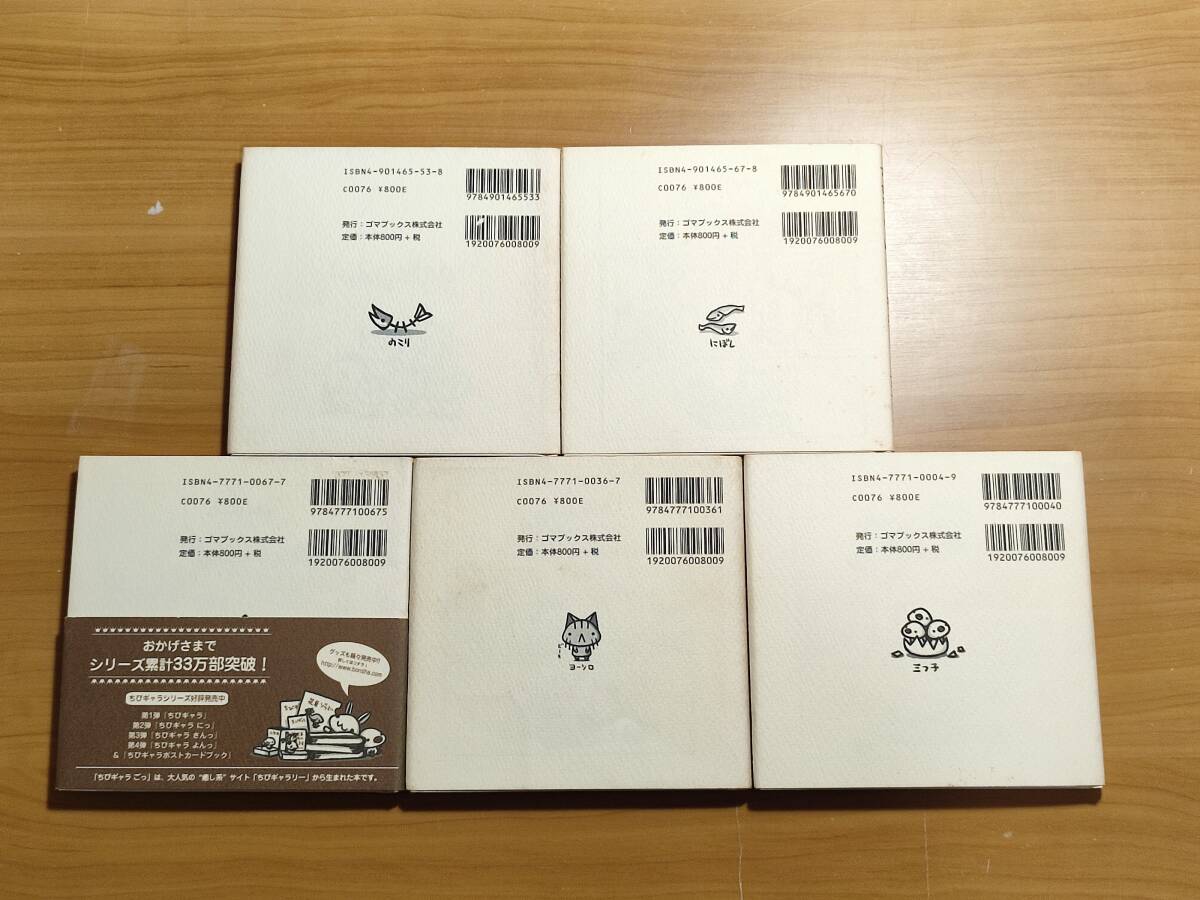 ISBN4-901465-53-8
C0076 ¥800E
9784901465533
発行：ゴマブックス株式会社
定価：本体800円＋税
1920076008009
のこり
ISBN4-901465-67-8
C0076 ¥800E
9784901465670
発行：ゴマブックス株式会社
定価：本体800円＋税
1920076008009
にぼし
ISBN4-7771-0067-7
C0076 ¥800E
9784777100675
発行：ゴマブックス株式会社
定価：本体800円＋税
1920076008009
おかげさまで
シリーズ累計33万部突破！
ちびギャラシリーズ好評発売中
第1弾「ちびギャラ」
第2弾「ちびギャラ にっ」
第3弾「ちびギャラ さんっ」
第4弾「ちびギャラ よんっ」
&「ちびギャラポストカードブック」
グッズも続々発売中!!
探してみつけて！
http://www.bonsha.com
「ちびギャラ ごっ」は、大人気の“癒し系”サイト「ちびギャラリー」から生まれた本です。
ISBN4-7771-0036-7
C0076 ¥800E
9784777100361
発行：ゴマブックス株式会社
定価：本体800円＋税
1920076008009
ヨーソロ
ISBN4-7771-0004-9
C0076 ¥800E
9784777100040
発行：ゴマブックス株式会社
定価：本体800円＋税
1920076008009
三つ子